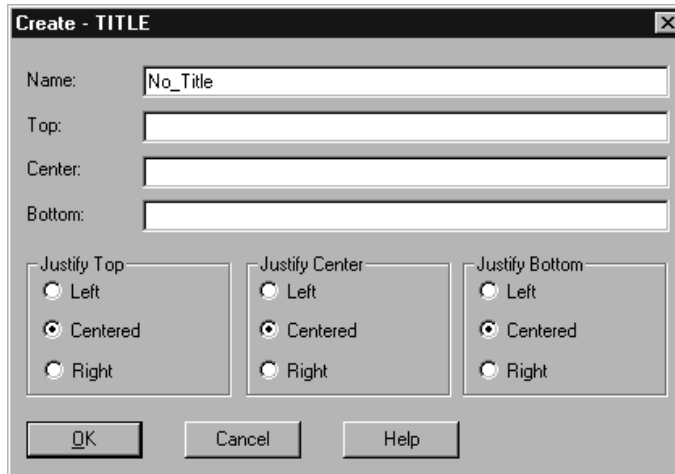 Create - TITLE
Name: No_Title
Top:
Center:
Bottom:
Justify Top Justify Center Justify Bottom
Left Left Left
Centered Centered Centered
Right Right Right
OK Cancel Help